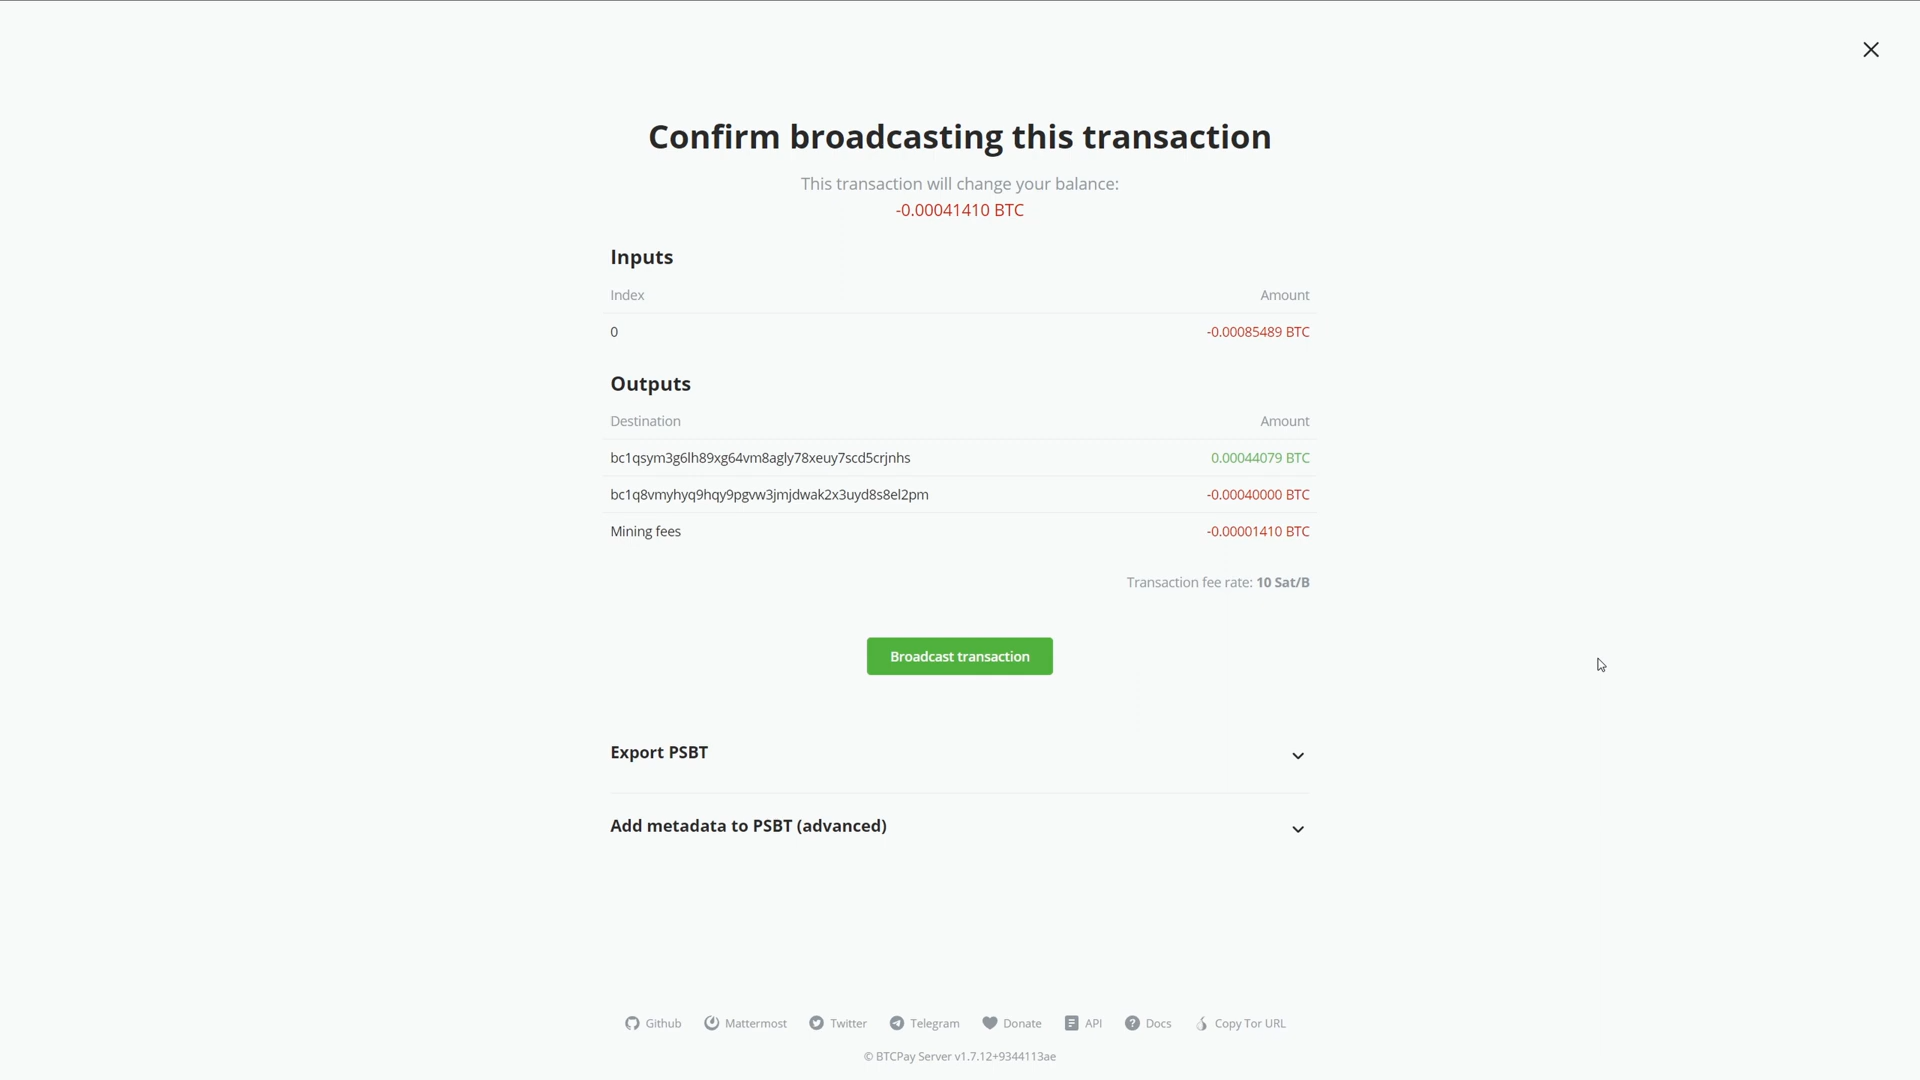 Confirm broadcasting this transaction
This transaction will change your balance:
-0.00041410 BTC
Inputs
Index Amount
0 -0.00085489 BTC
Outputs
Destination Amount
bc1qsym3g6lh89xg64vm8agly78xeuy7scd5crjnhs 0.00044079 BTC
bc1q8vmyhyq9hqy9pgvw3jmjdwak2x3uyd8s8el2pm -0.00040000 BTC
Mining fees -0.00001410 BTC
Transaction fee rate: 10 Sat/B
Broadcast transaction
Export PSBT
Add metadata to PSBT (advanced)
Github Mattermost Twitter Telegram Donate API Docs Copy Tor URL
© BTCPay Server v1.7.12+9344113ae